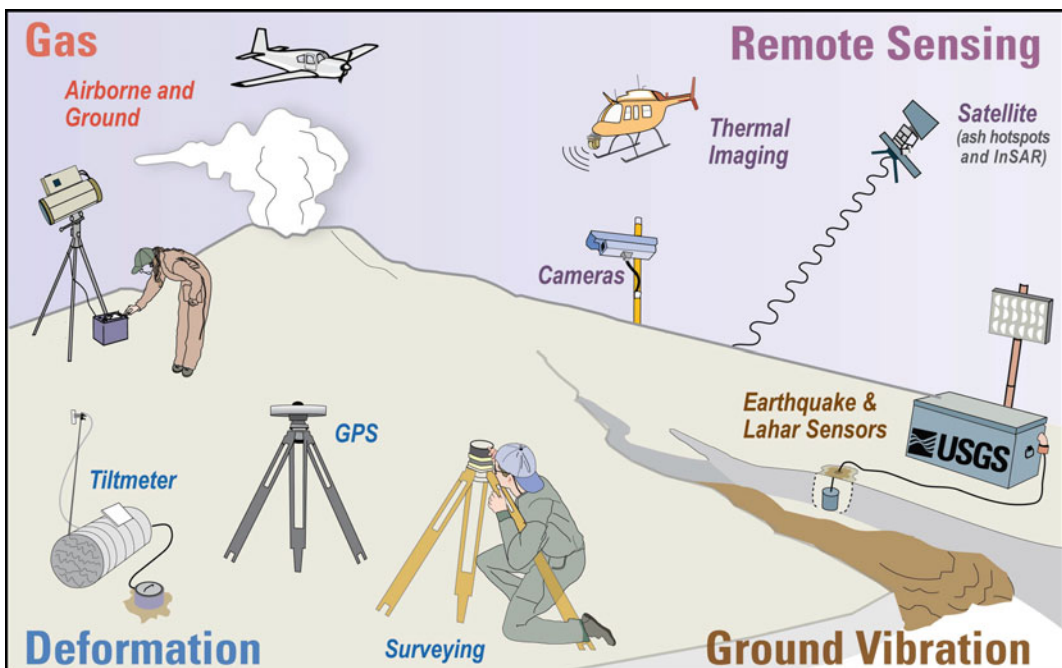 Gas
Airborne and
Ground
Remote Sensing
Thermal
Imaging
Satellite
(ash hotspots
and InSAR)
Cameras
Earthquake &
Lahar Sensors
USGS
GPS
Tiltmeter
Surveying
Deformation
Ground Vibration